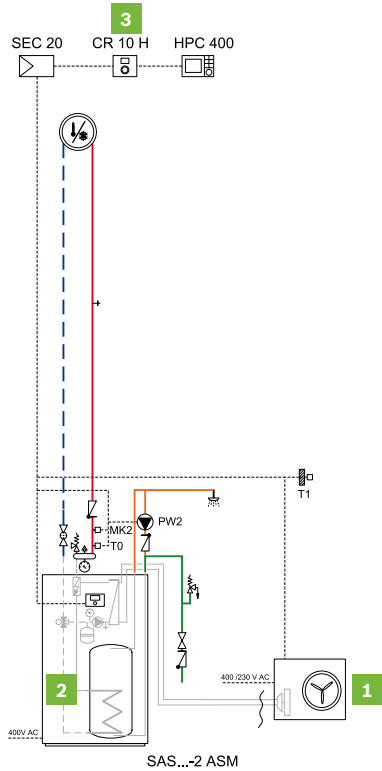 3
SEC 20
CR 10 H
HPC 400
T1
MK2
PW2
T0
400 /230 V AC
1
2
400V AC
SAS...-2 ASM